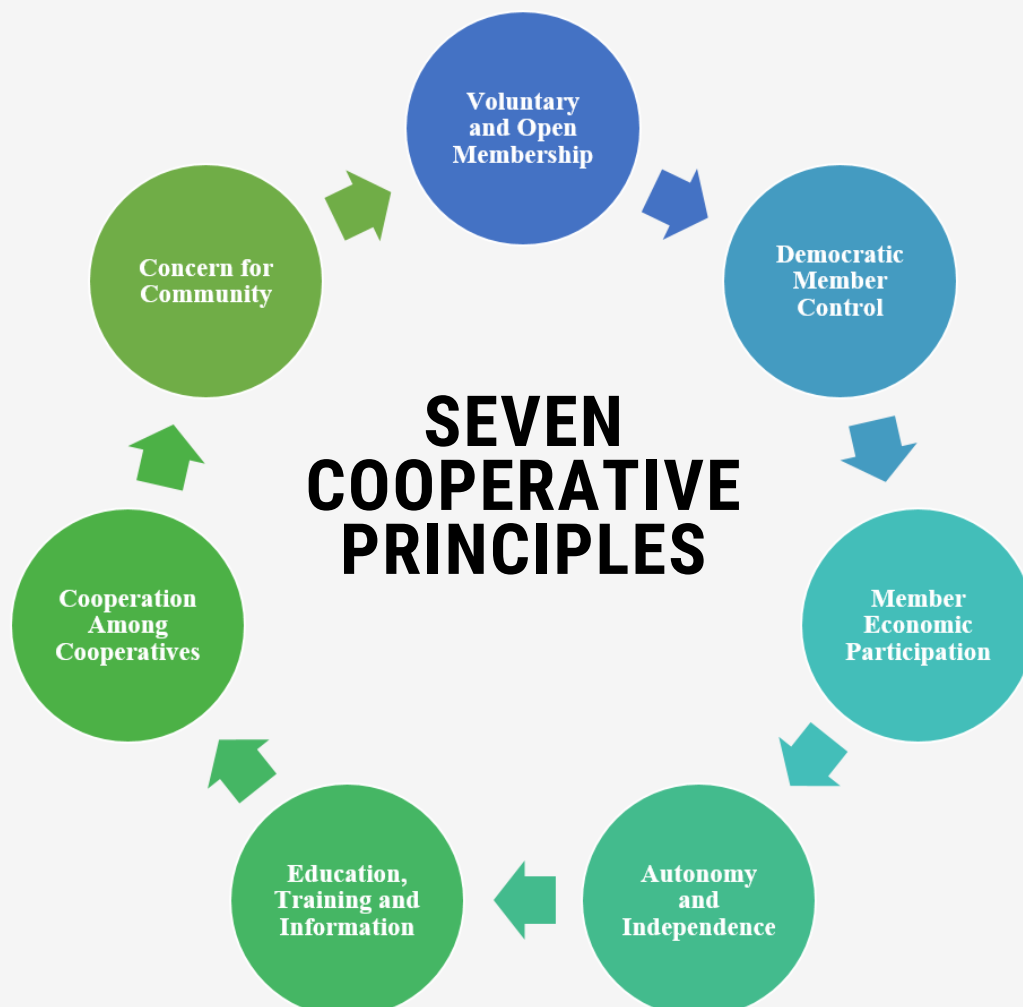 Voluntary
and Open
Membership
Democratic
Member
Control
Member
Economic
Participation
Autonomy
and
Independence
Education,
Training and
Information
Cooperation
Among
Cooperatives
Concern for
Community
SEVEN
COOPERATIVE
PRINCIPLES